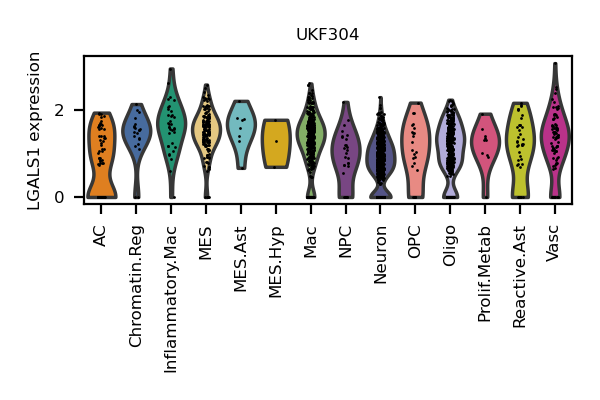 UKF304
LGALS1 expression
2
0
AC
Chromatin.Reg
Inflammatory.Mac
MES
MES.Ast
MES.Hyp
Mac
NPC
Neuron
OPC
Oligo
Prolif.Metab
Reactive.Ast
Vasc